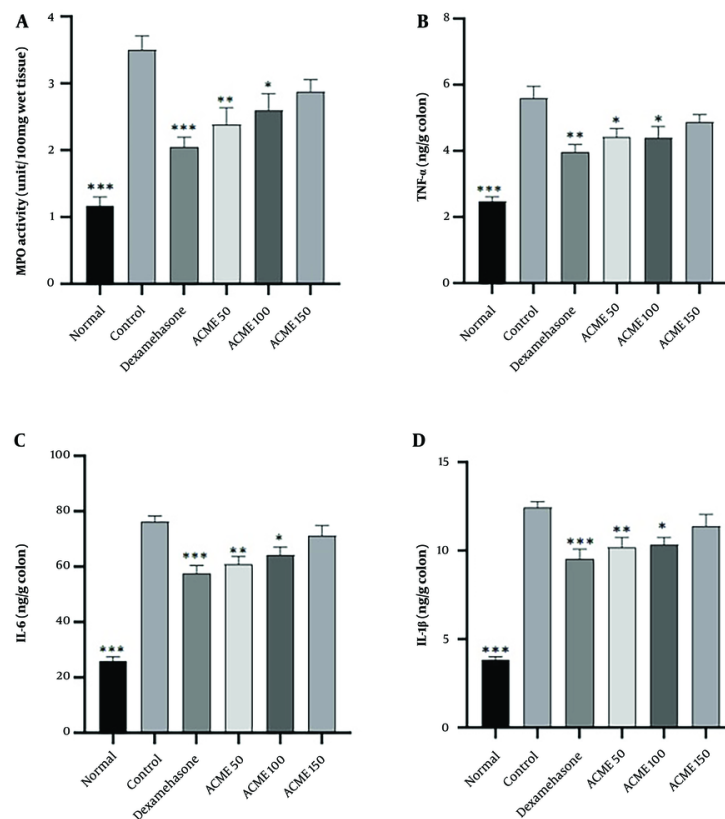 A
MPO activity (unit/100mg wet tissue)
4
3
2
1
0
***
***
**
*
Normal
Control
Dexamehasone
ACME 50
ACME 100
ACME 150
B
TNF-α (ng/g colon)
8
6
4
2
0
***
**
*
*
Normal
Control
Dexamehasone
ACME 50
ACME 100
ACME 150
C
IL-6 (ng/g colon)
100
80
60
40
20
0
***
***
**
*
Normal
Control
Dexamehasone
ACME 50
ACME 100
ACME 150
D
IL-1β (ng/g colon)
15
10
5
0
***
***
**
*
Normal
Control
Dexamehasone
ACME 50
ACME 100
ACME 150